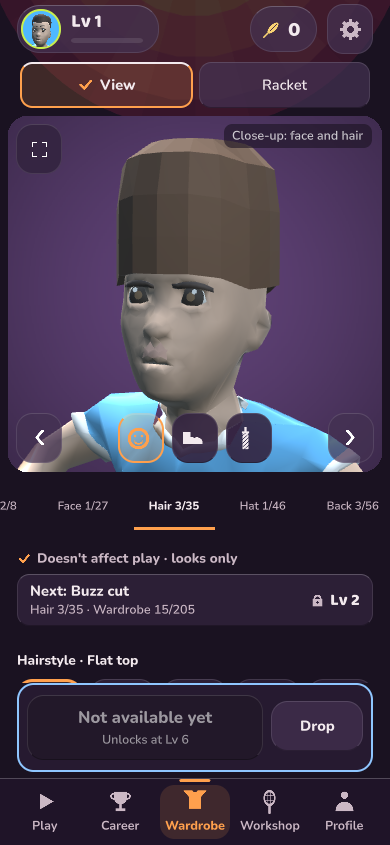 Lv 1
0
View
Racket
Close-up: face and hair
2/8
Face 1/27
Hair 3/35
Hat 1/46
Back 3/56
Doesn't affect play · looks only
Next: Buzz cut
Hair 3/35 · Wardrobe 15/205
Lv 2
Hairstyle · Flat top
Not available yet
Unlocks at Lv 6
Drop
Play
Career
Wardrobe
Workshop
Profile